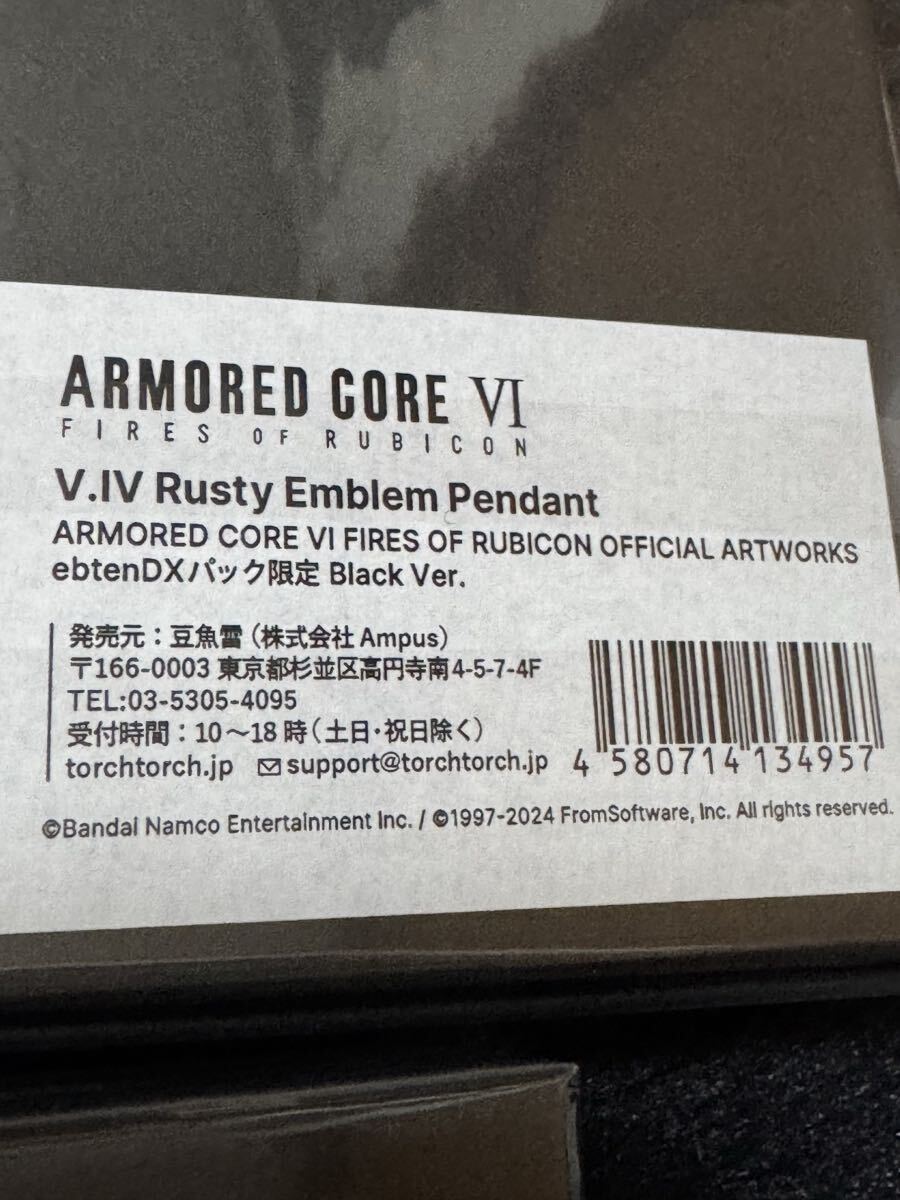 ARMORED CORE VI
FIRES OF RUBICON
V.IV Rusty Emblem Pendant
ARMORED CORE VI FIRES OF RUBICON OFFICIAL ARTWORKS
ebtenDXパック限定 Black Ver.
発売元：豆魚雷（株式会社 Ampus）
〒166-0003 東京都杉並区高円寺南4-5-7-4F
TEL:03-5305-4095
受付時間：10～18 時（土日・祝日除く）
torchtorch.jp support@torchtorch.jp
4 580714 134957
©Bandai Namco Entertainment Inc. / ©1997-2024 FromSoftware, Inc. All rights reserved.